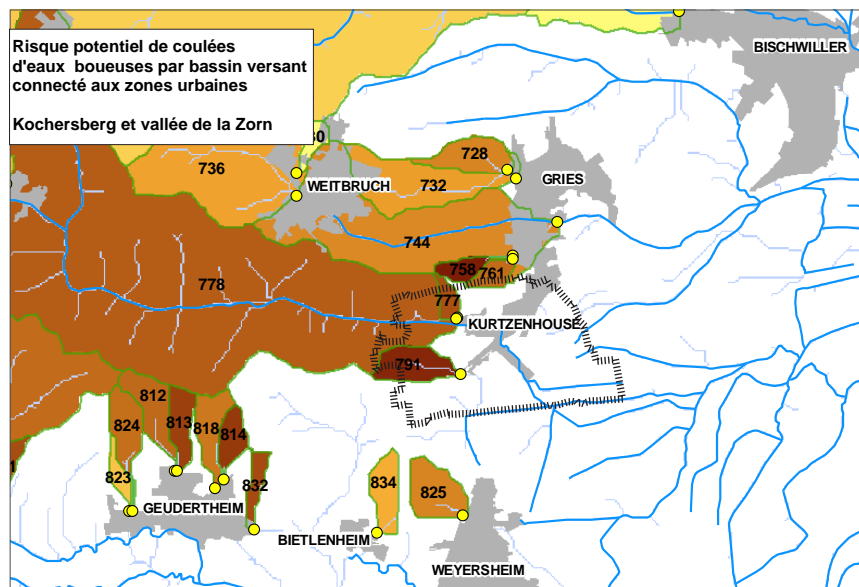 Risque potentiel de coulées
d'eaux boueuses par bassin versant
connecté aux zones urbaines
Kochersberg et vallée de la Zorn
BISCHWILLER
736
WEITBRUCH
728
732
GRIES
744
758
761
778
777
KURTZENHOUSE
791
812
824
813
818
814
823
832
834
825
GEUDERTHEIM
BIETLENHEIM
WEYERSHEIM